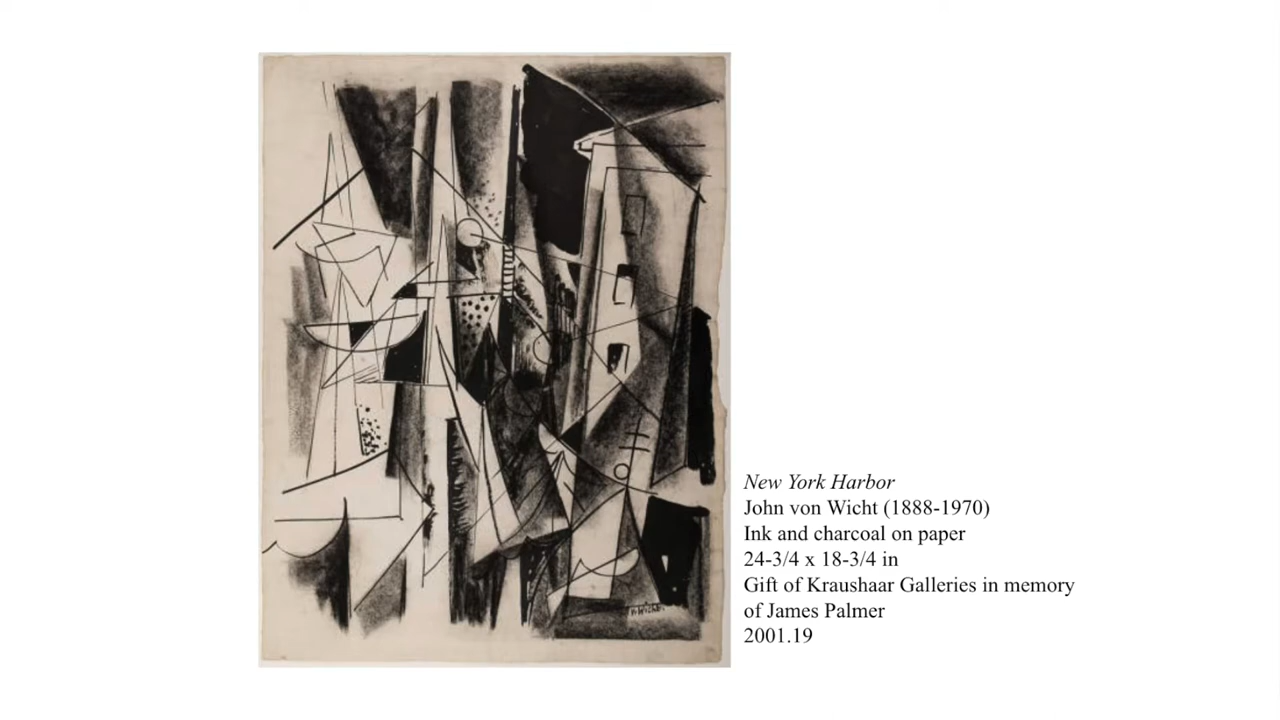 New York Harbor
John von Wicht (1888-1970)
Ink and charcoal on paper
24-3/4 x 18-3/4 in
Gift of Kraushaar Galleries in memory
of James Palmer
2001.19